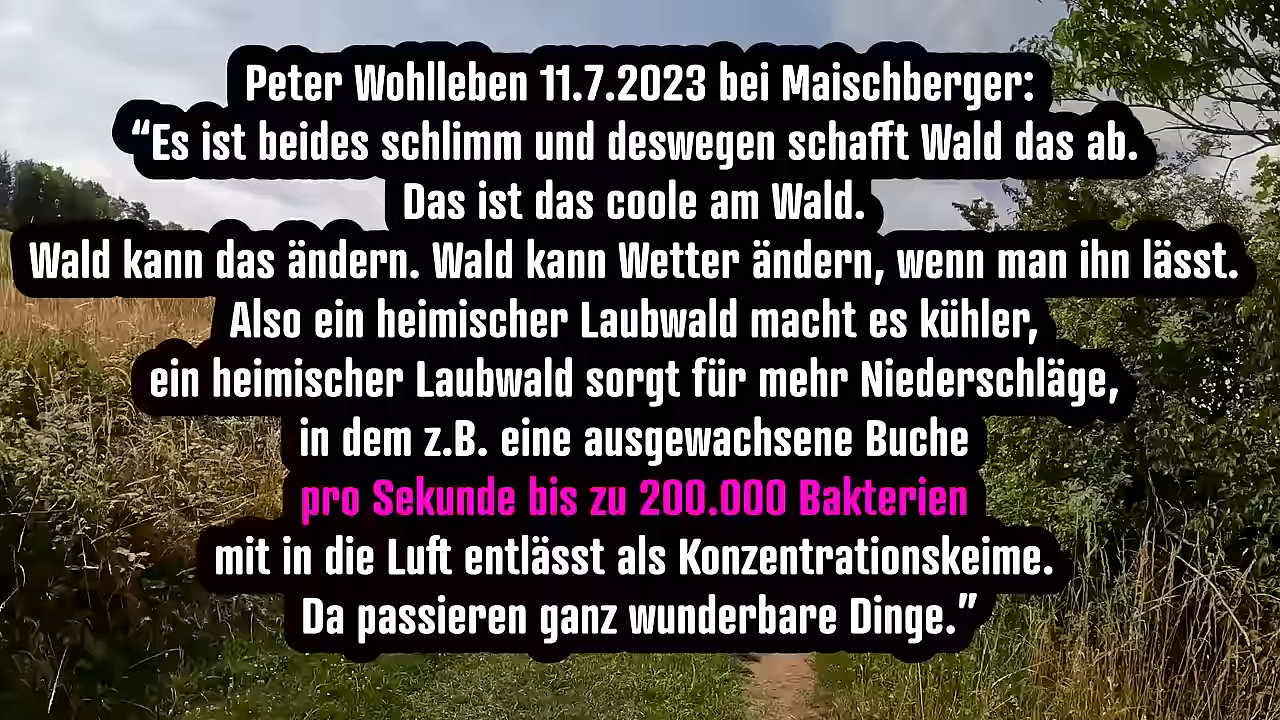 Peter Wohlleben 11.7.2023 bei Maischberger:
“Es ist beides schlimm und deswegen schafft Wald das ab.
Das ist das coole am Wald.
Wald kann das ändern. Wald kann Wetter ändern, wenn man ihn lässt.
Also ein heimischer Laubwald macht es kühler,
ein heimischer Laubwald sorgt für mehr Niederschläge,
in dem z.B. eine ausgewachsene Buche
pro Sekunde bis zu 200.000 Bakterien
mit in die Luft entlässt als Konzentrationskeime.
Da passieren ganz wunderbare Dinge.”